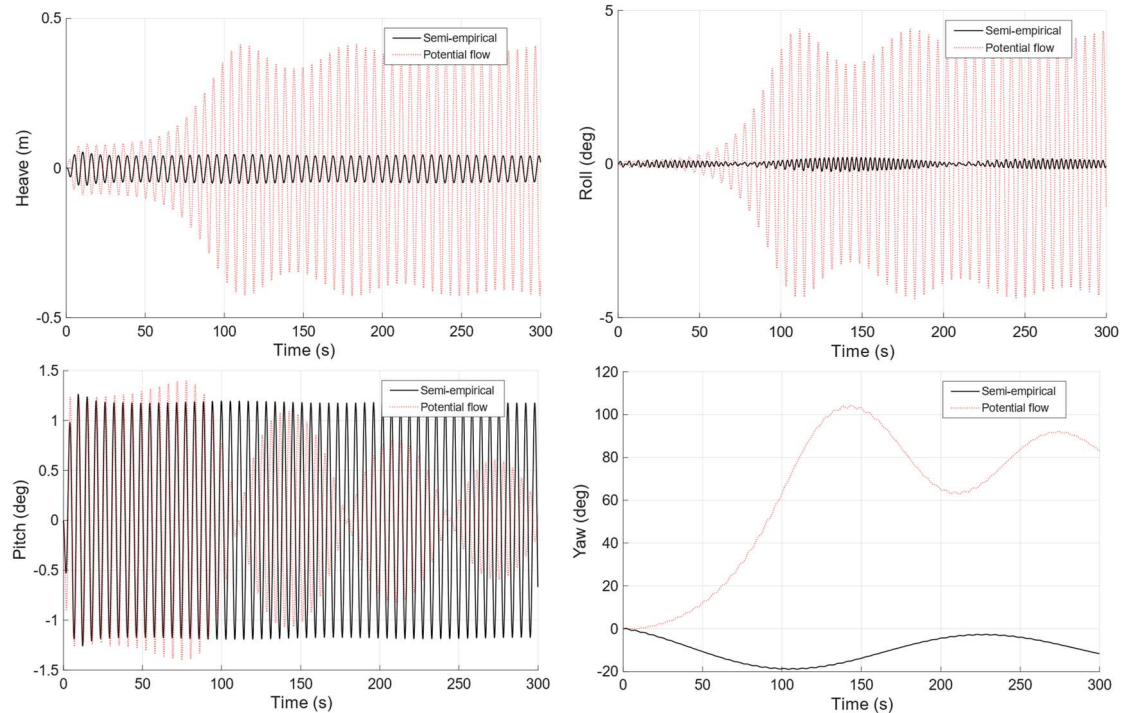 0.5
Semi-empirical
Potential flow
Heave (m)
0
-0.5
0 50 100 150 200 250 300
Time (s)
5
Semi-empirical
Potential flow
Roll (deg)
0
-5
0 50 100 150 200 250 300
Time (s)
1.5
Semi-empirical
Potential flow
1
0.5
Pitch (deg)
0
-0.5
-1
-1.5
0 50 100 150 200 250 300
Time (s)
120
Semi-empirical
Potential flow
100
80
60
Yaw (deg)
40
20
0
-20
0 50 100 150 200 250 300
Time (s)